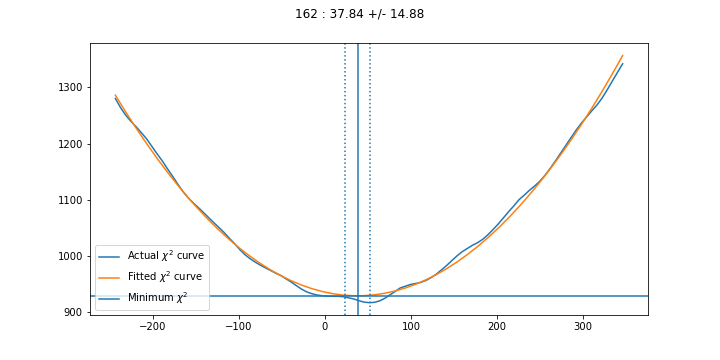 162 : 37.84 +/- 14.88
1300
1200
1100
1000
900
Actual χ² curve
Fitted χ² curve
Minimum χ²
−200 −100 0 100 200 300